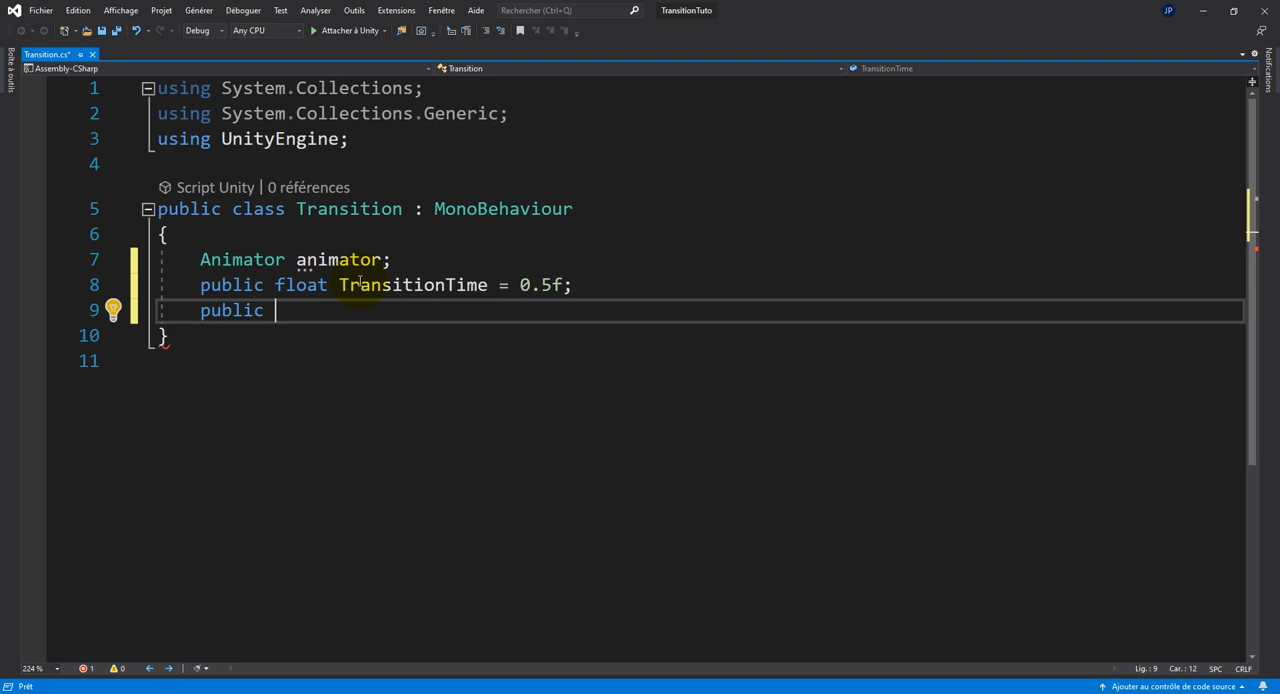 Fichier Edition Affichage Projet Générer Déboguer Test Analyser Outils Extensions Fenêtre Aide Rechercher (Ctrl+Q) TransitionTuto JP
Debug Any CPU Attacher à Unity
Transition.cs*
Assembly-CSharp Transition TransitionTime
Boîte à outils
Notifications
1 using System.Collections;
2 using System.Collections.Generic;
3 using UnityEngine;
4
Script Unity | 0 références
5 public class Transition : MonoBehaviour
6 {
7 Animator animator;
8 public float TransitionTime = 0.5f;
9 public
10 }
11
224 % 1 0 Lig. : 9 Car. : 12 SPC CRLF
Prêt Ajouter au contrôle de code source